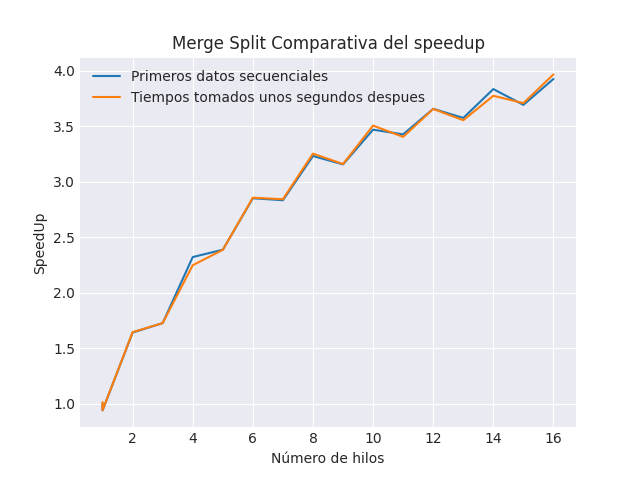 Merge Split Comparativa del speedup
Primeros datos secuenciales
Tiempos tomados unos segundos despues
4.0
3.5
3.0
2.5
2.0
1.5
1.0
SpeedUp
2 4 6 8 10 12 14 16
Número de hilos